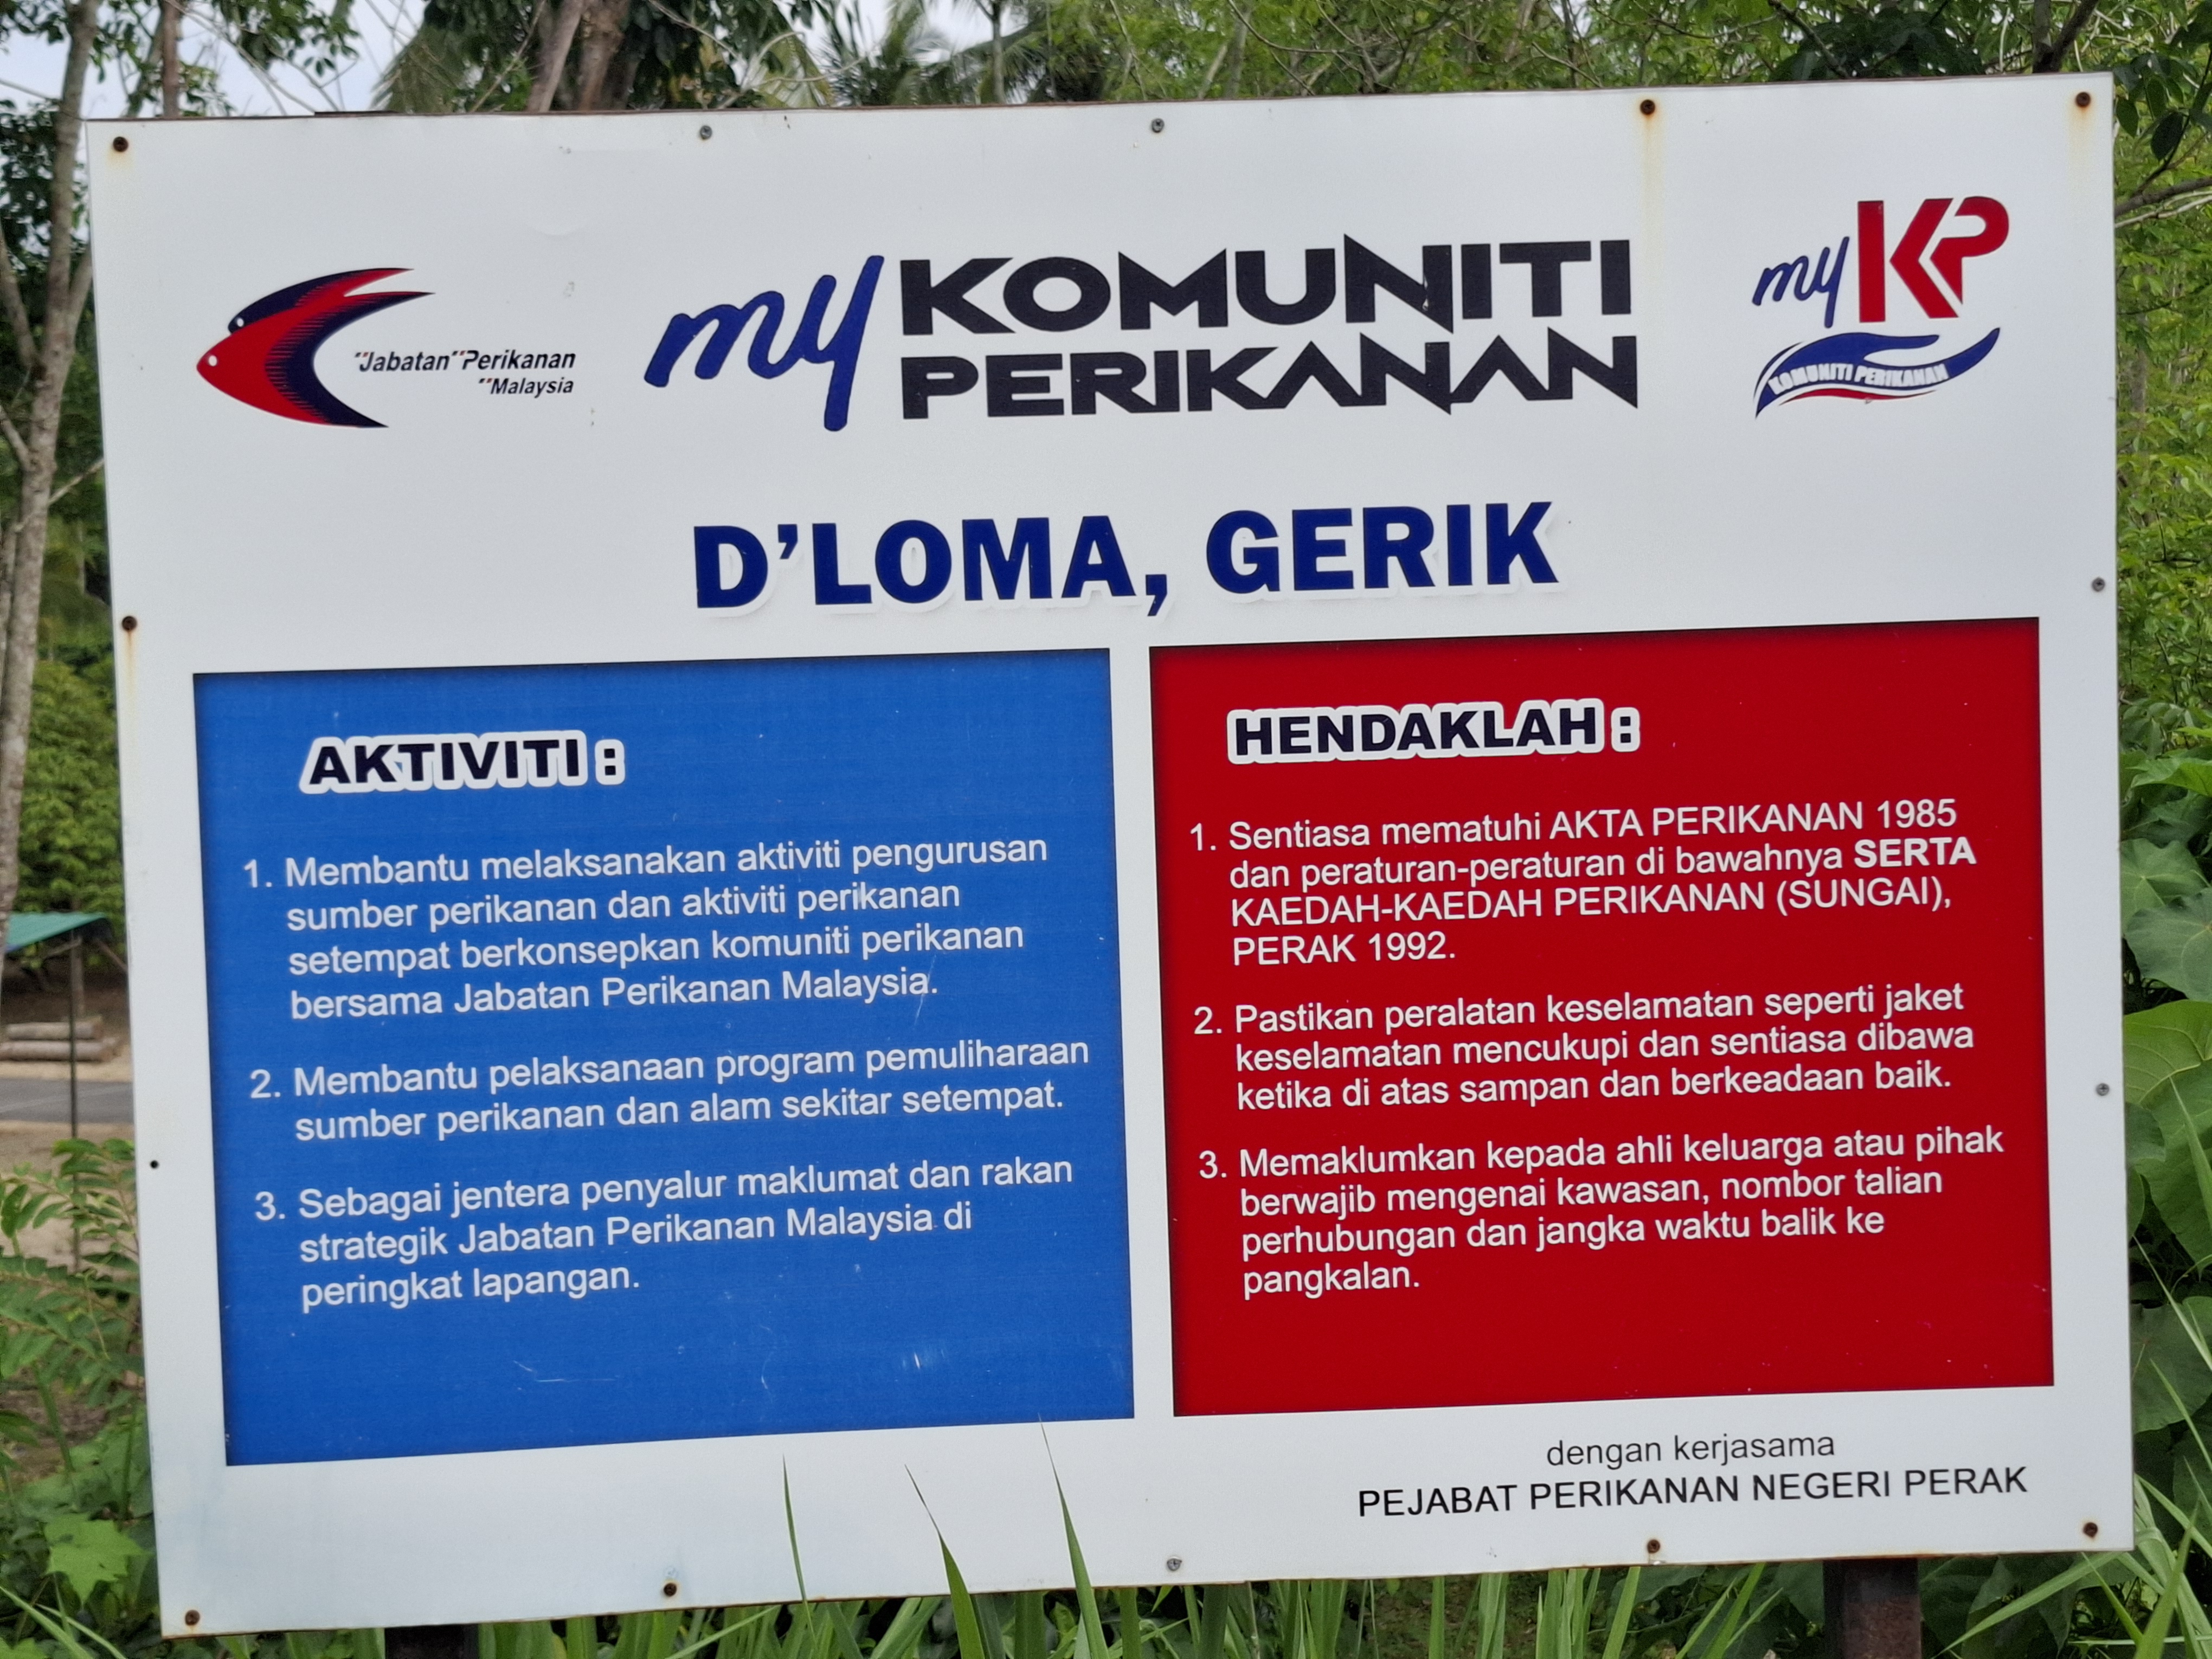 "Jabatan "Perikanan
"Malaysia
my KOMUNITI
PERIKANAN
my KP
KOMUNITI PERIKANAN
D'LOMA, GERIK
AKTIVITI :
1. Membantu melaksanakan aktiviti pengurusan
sumber perikanan dan aktiviti perikanan
setempat berkonsepkan komuniti perikanan
bersama Jabatan Perikanan Malaysia.
2. Membantu pelaksanaan program pemuliharaan
sumber perikanan dan alam sekitar setempat.
3. Sebagai jentera penyalur maklumat dan rakan
strategik Jabatan Perikanan Malaysia di
peringkat lapangan.
HENDAKLAH :
1. Sentiasa mematuhi AKTA PERIKANAN 1985
dan peraturan-peraturan di bawahnya SERTA
KAEDAH-KAEDAH PERIKANAN (SUNGAI),
PERAK 1992.
2. Pastikan peralatan keselamatan seperti jaket
keselamatan mencukupi dan sentiasa dibawa
ketika di atas sampan dan berkeadaan baik.
3. Memaklumkan kepada ahli keluarga atau pihak
berwajib mengenai kawasan, nombor talian
perhubungan dan jangka waktu balik ke
pangkalan.
dengan kerjasama
PEJABAT PERIKANAN NEGERI PERAK